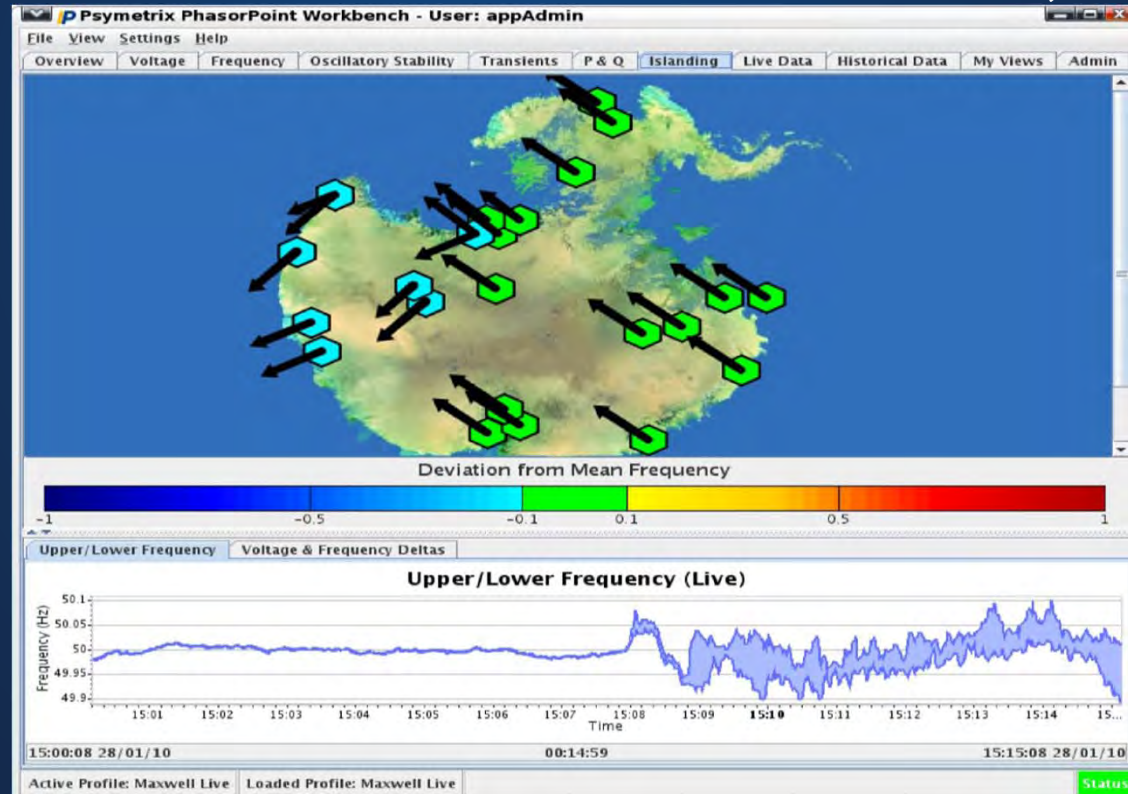 Psymetrix PhasorPoint Workbench - User: appAdmin
File View Settings Help
Overview Voltage Frequency Oscillatory Stability Transients P & Q Islanding Live Data Historical Data My Views Admin
Deviation from Mean Frequency
-1 -0.5 -0.1 0.1 0.5 1
Upper/Lower Frequency Voltage & Frequency Deltas
Upper/Lower Frequency (Live)
Frequency (Hz)
50.1
50.05
50
49.95
49.9
15:01 15:02 15:03 15:04 15:05 15:06 15:07 15:08 15:09 15:10 15:11 15:12 15:13 15:14 15...
Time
15:00:08 28/01/10 00:14:59 15:15:08 28/01/10
Active Profile: Maxwell Live Loaded Profile: Maxwell Live Status